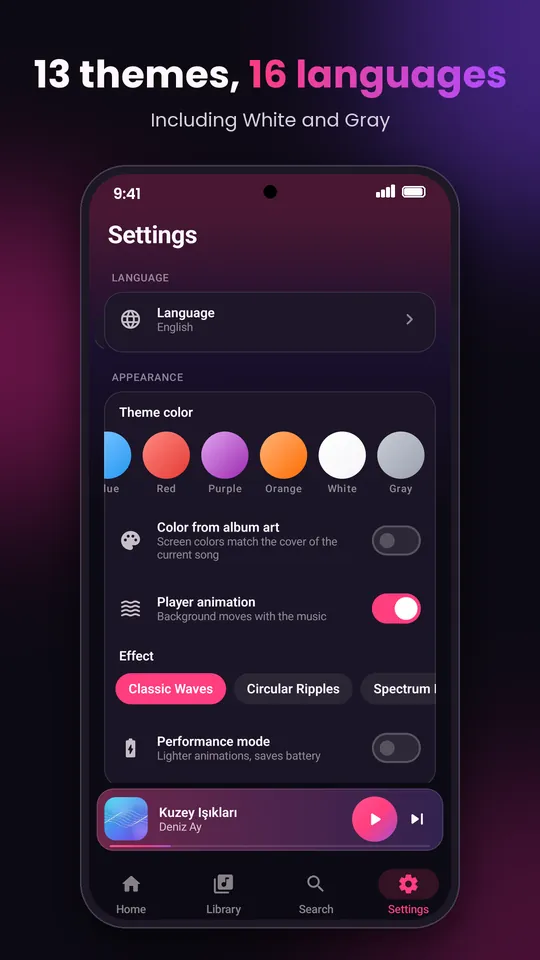 13 themes, 16 languages
Including White and Gray
9:41
Settings
LANGUAGE
Language
English
APPEARANCE
Theme color
lue Red Purple Orange White Gray
Color from album art
Screen colors match the cover of the
current song
Player animation
Background moves with the music
Effect
Classic Waves Circular Ripples Spectrum
Performance mode
Lighter animations, saves battery
Kuzey Işıkları
Deniz Ay
Home Library Search Settings